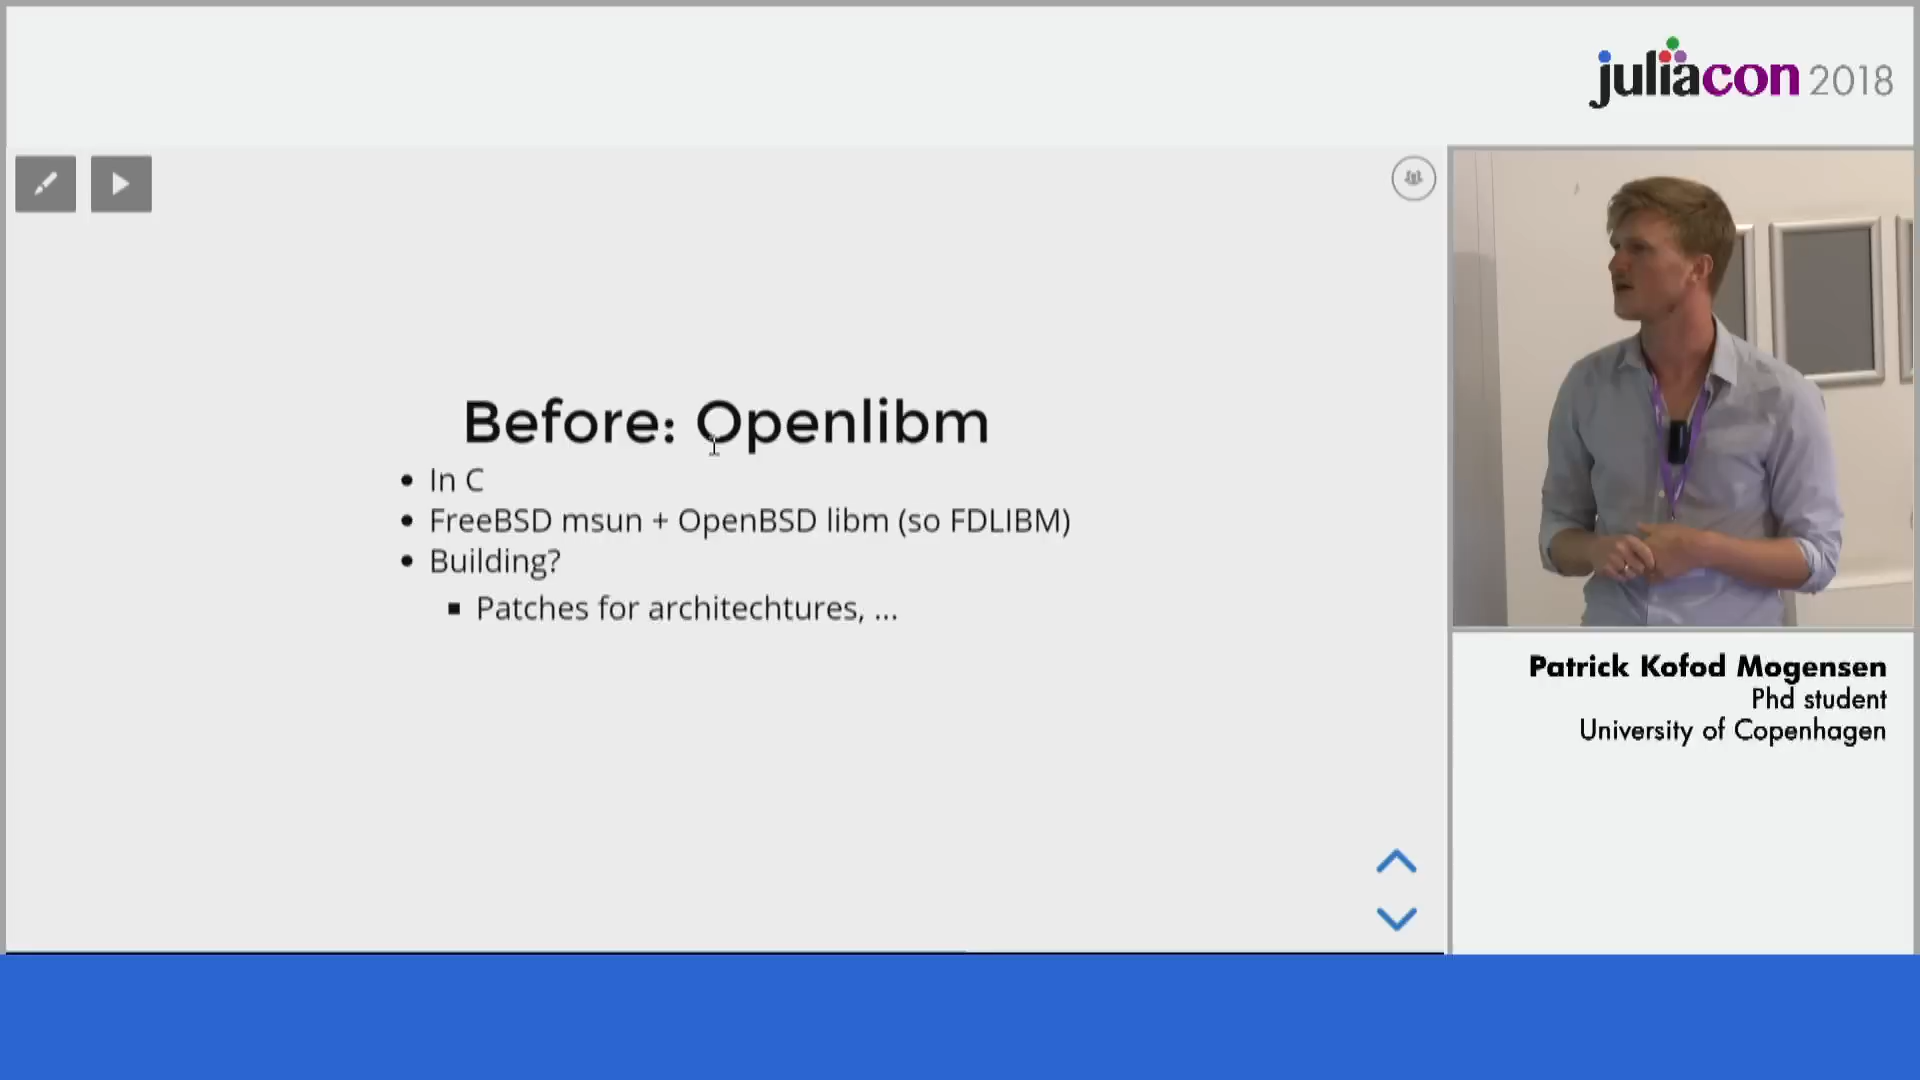 juliacon 2018
Before: Openlibm
In C
FreeBSD msun + OpenBSD libm (so FDLIBM)
Building?
Patches for architechtures, ...
Patrick Kofod Mogensen
Phd student
University of Copenhagen